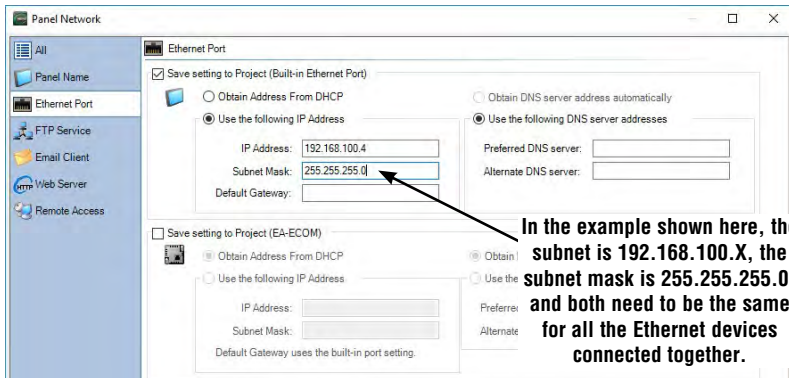 Panel Network
All
Panel Name
Ethernet Port
FTP Service
Email Client
HTTP Web Server
Remote Access
Ethernet Port
Save setting to Project (Built-in Ethernet Port)
Obtain Address From DHCP
Use the following IP Address
IP Address: 192.168.100.4
Subnet Mask: 255.255.255.0
Default Gateway:
Obtain DNS server address automatically
Use the following DNS server addresses
Preferred DNS server:
Alternate DNS server:
Save setting to Project (EA-ECOM)
Obtain Address From DHCP
Use the following IP Address
IP Address:
Subnet Mask:
Default Gateway uses the built-in port setting.
Obtain
Use the
Alternate
In the example shown here, the
subnet is 192.168.100.X, the
subnet mask is 255.255.255.0
and both need to be the same
for all the Ethernet devices
connected together.